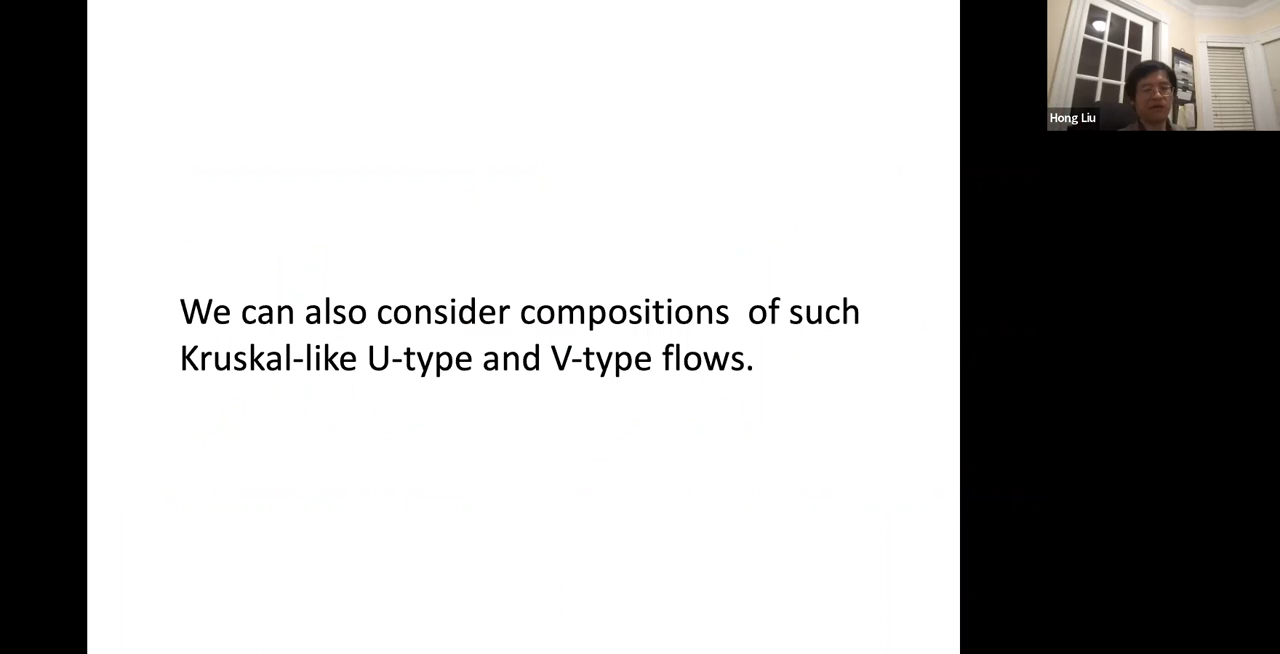 We can also consider compositions  of such
Kruskal-like U-type and V-type flows.
Hong Liu